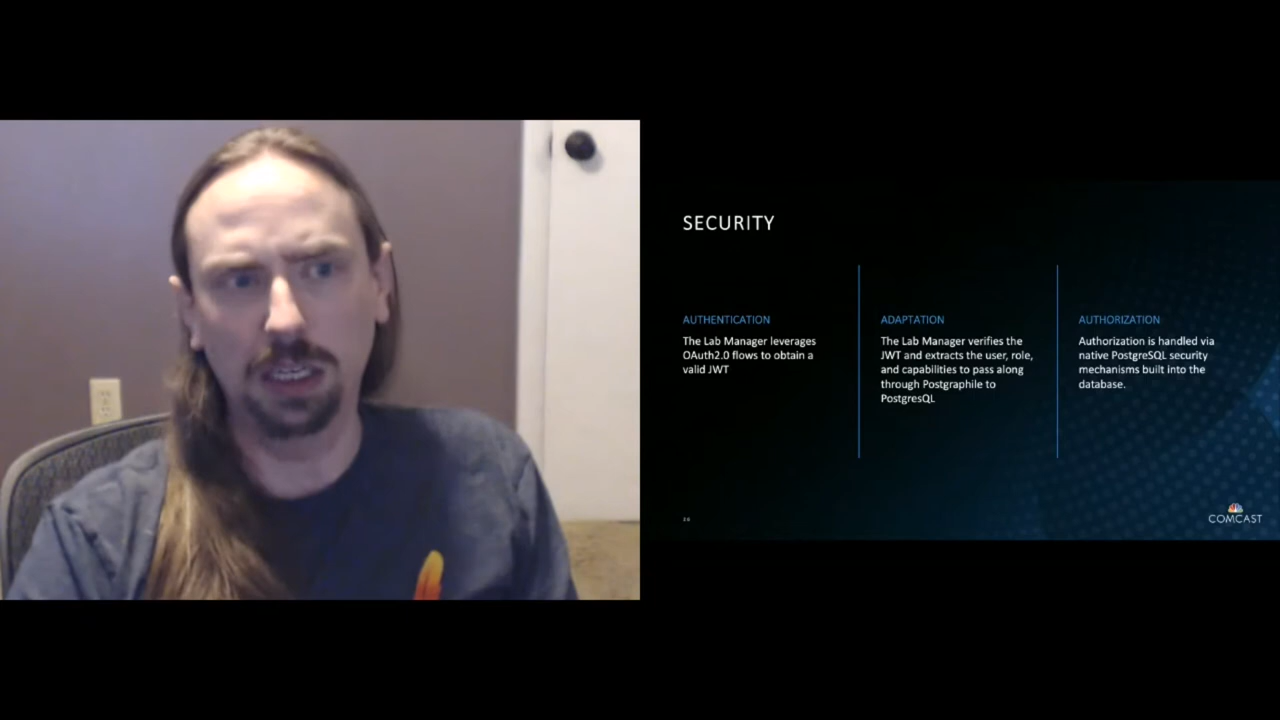 SECURITY
AUTHENTICATION
The Lab Manager leverages
OAuth2.0 flows to obtain a
valid JWT
ADAPTATION
The Lab Manager verifies the
JWT and extracts the user, role,
and capabilities to pass along
through Postgraphile to
PostgresQL
AUTHORIZATION
Authorization is handled via
native PostgreSQL security
mechanisms built into the
database.
COMCAST